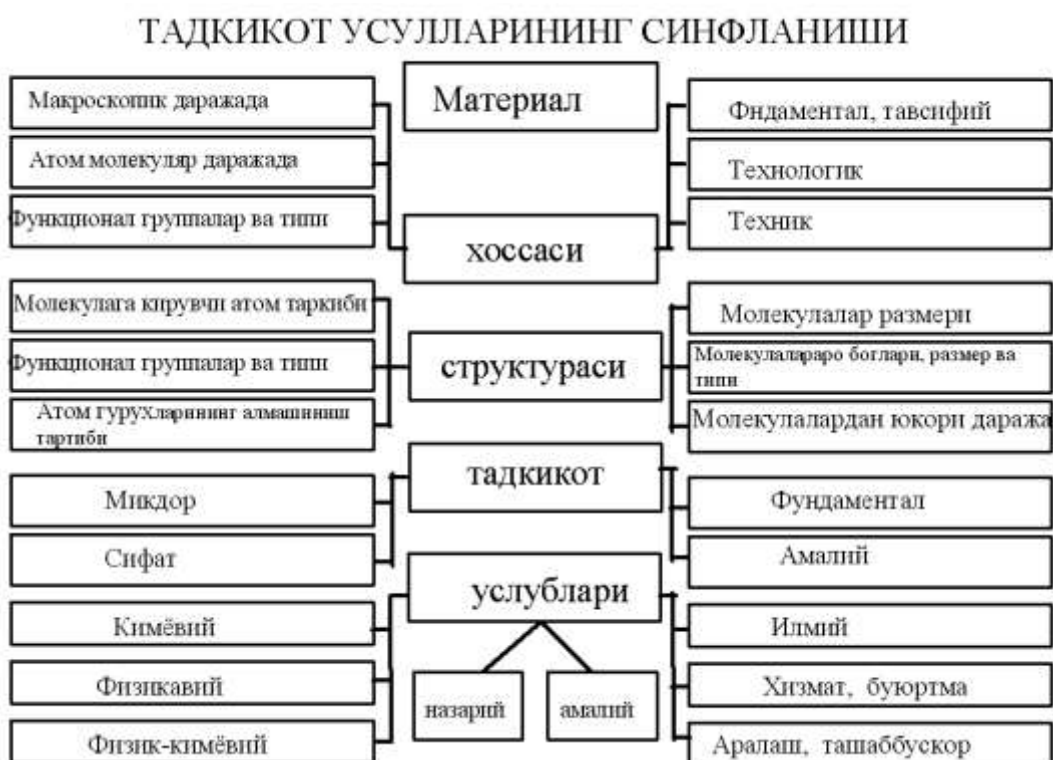 ТАДКИКОТ УСУЛЛАРИНИНГ СИНФЛАНИШИ
Макроскопик даражада
Атом молекуляр даражада
Функционал группалар ва типи
Материал
хоссаси
Фндаментал, тавсифий
Технологик
Техник
Молекулага кирувчи атом таркиби
Функционал группалар ва типи
Атом гурухларининг алмашиниш
тартиби
структураси
Молекулалар размери
Молекулалараро боглари, размер ва
типи
Молекулалардан юкори даража
Микдор
Сифат
тадкикот
Фундаментал
Амалий
Кимёвий
Физикавий
Физик-кимёвий
услублари
назарий
амалий
Илмий
Хизмат, буюртма
Аралаш, ташаббускор